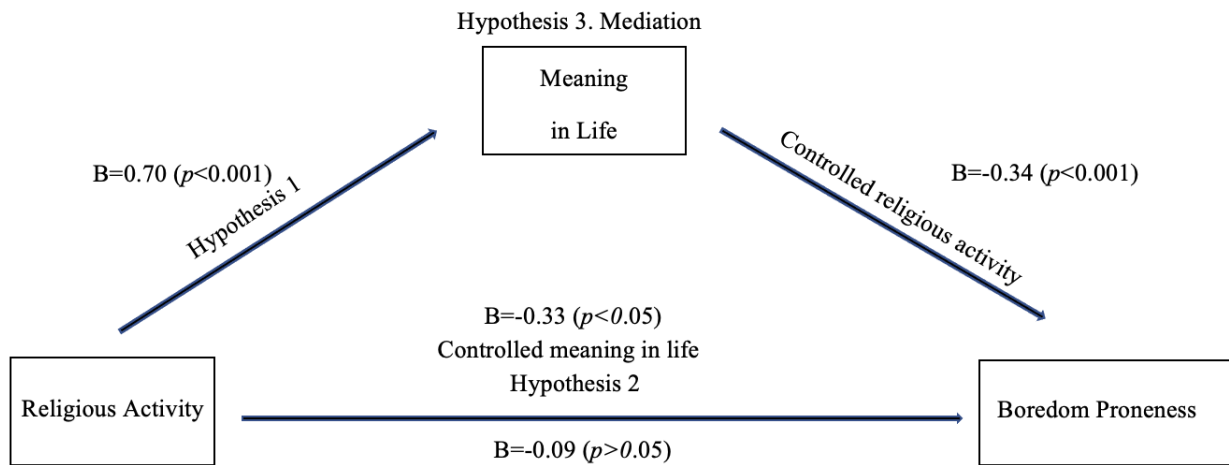 Hypothesis 3. Mediation
Meaning
in Life
B=0.70 (p<0.001)
Hypothesis 1
Controlled religious activity
B=-0.34 (p<0.001)
B=-0.33 (p<0.05)
Controlled meaning in life
Hypothesis 2
Religious Activity
Boredom Proneness
B=-0.09 (p>0.05)